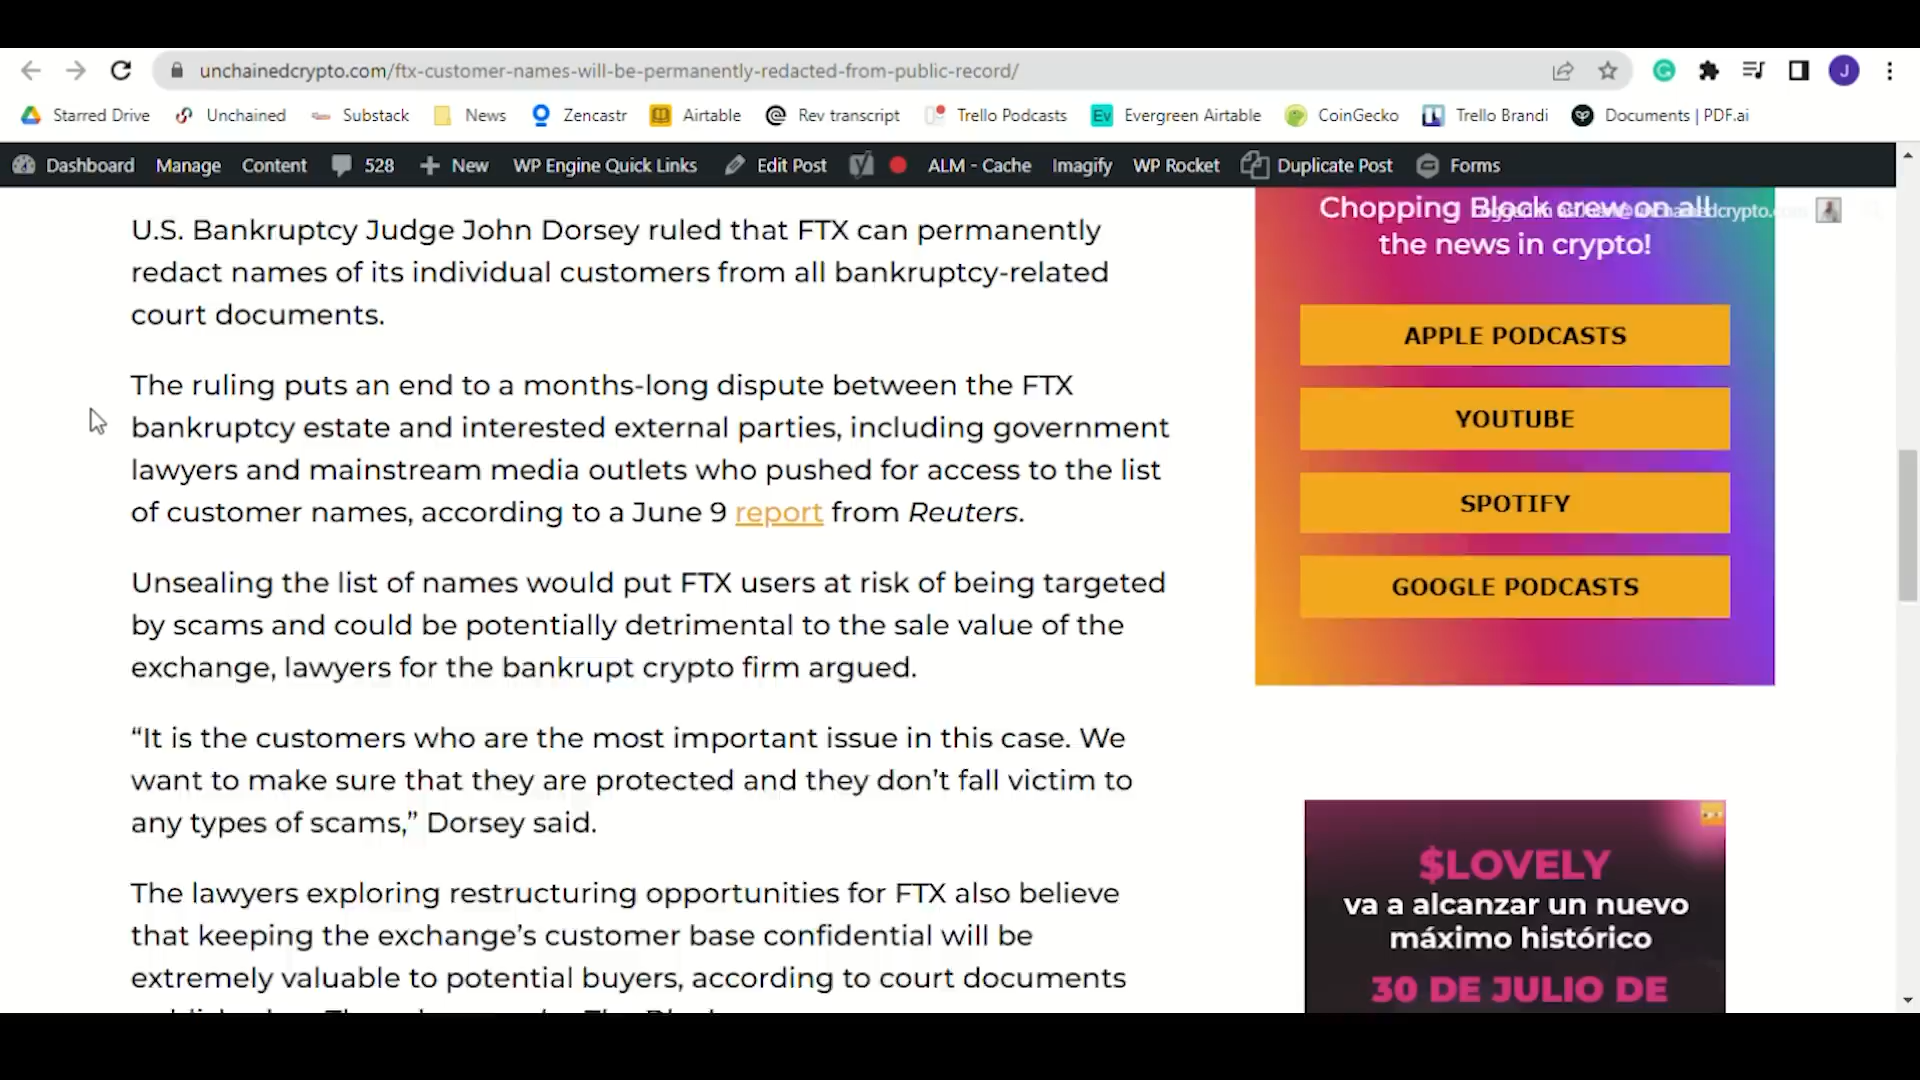 unchainedcrypto.com/ftx-customer-names-will-be-permanently-redacted-from-public-record/
J
Starred Drive Unchained Substack News Zencastr Airtable Rev transcript Trello Podcasts Ev Evergreen Airtable CoinGecko Trello Brandi Documents | PDF.ai
Dashboard Manage Content 528 New WP Engine Quick Links Edit Post ALM - Cache Imagify WP Rocket Duplicate Post Forms
U.S. Bankruptcy Judge John Dorsey ruled that FTX can permanently
redact names of its individual customers from all bankruptcy-related
court documents.
The ruling puts an end to a months-long dispute between the FTX
bankruptcy estate and interested external parties, including government
lawyers and mainstream media outlets who pushed for access to the list
of customer names, according to a June 9 report from Reuters.
Unsealing the list of names would put FTX users at risk of being targeted
by scams and could be potentially detrimental to the sale value of the
exchange, lawyers for the bankrupt crypto firm argued.
“It is the customers who are the most important issue in this case. We
want to make sure that they are protected and they don’t fall victim to
any types of scams,” Dorsey said.
The lawyers exploring restructuring opportunities for FTX also believe
that keeping the exchange’s customer base confidential will be
extremely valuable to potential buyers, according to court documents
Chopping Block crew on all
the news in crypto!
APPLE PODCASTS
YOUTUBE
SPOTIFY
GOOGLE PODCASTS
$LOVELY
va a alcanzar un nuevo
máximo histórico
30 DE JULIO DE